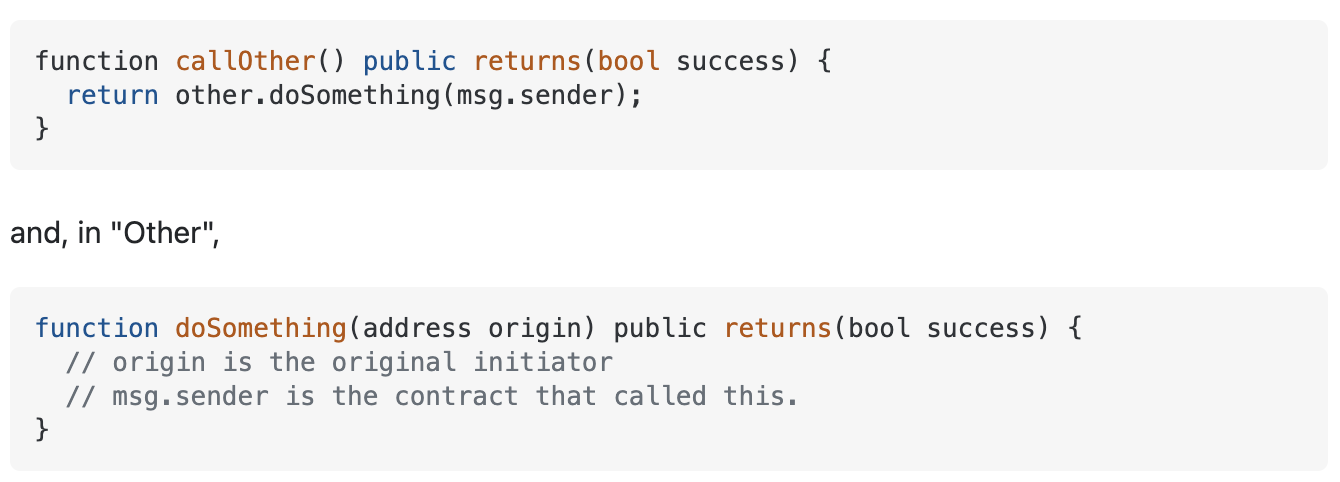 function callOther() public returns(bool success) {
  return other.doSomething(msg.sender);
}
and, in "Other",
function doSomething(address origin) public returns(bool success) {
  // origin is the original initiator
  // msg.sender is the contract that called this.
}